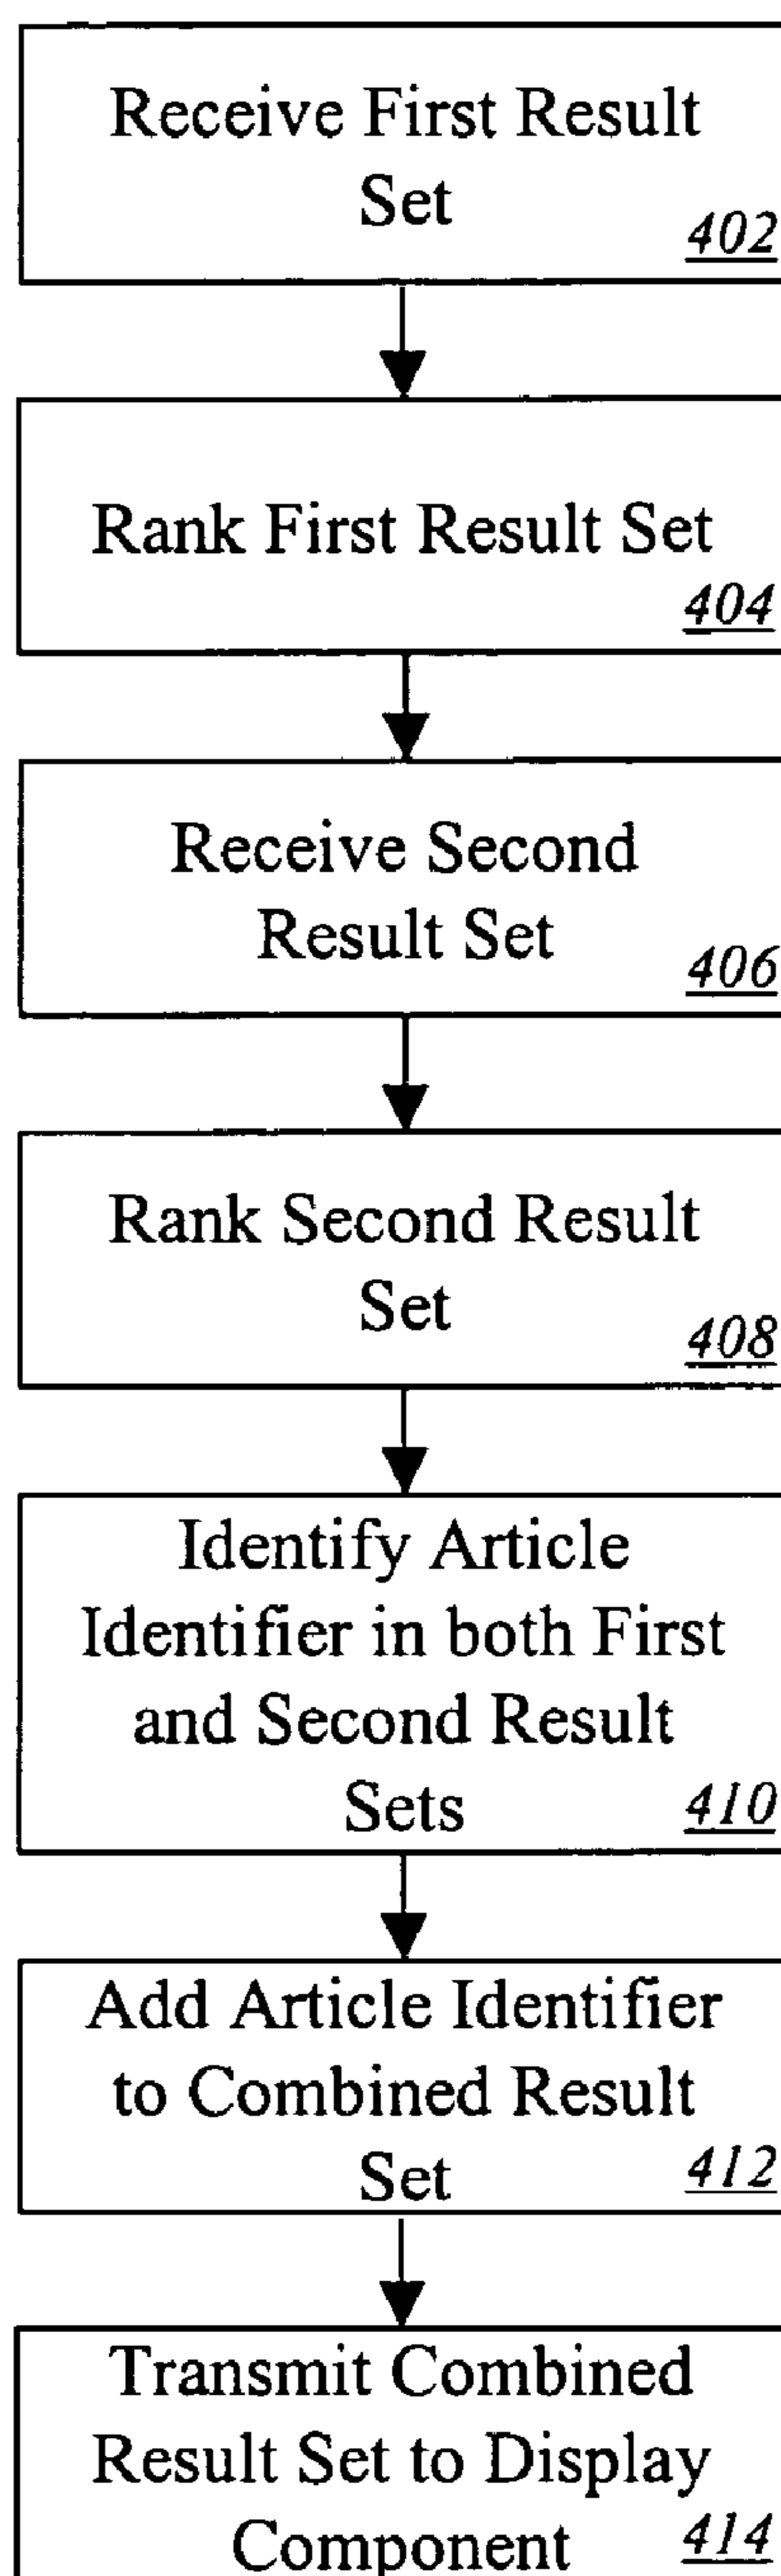 Receive First Result
Set
402
Rank First Result Set
404
Receive Second
Result Set
406
Rank Second Result
Set
408
Identify Article
Identifier in both First
and Second Result
Sets
410
Add Article Identifier
to Combined Result
Set
412
Transmit Combined
Result Set to Display
Component
414